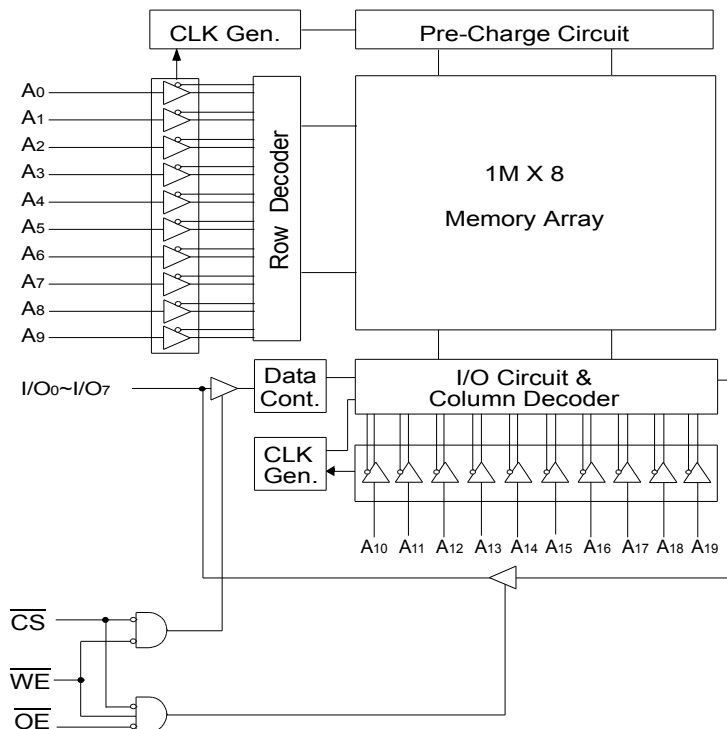 CLK Gen.
Pre-Charge Circuit
A0
A1
A2
A3
A4
A5
A6
A7
A8
A9
Row Decoder
1M X 8
Memory Array
I/O0~I/O7
Data
Cont.
I/O Circuit &
Column Decoder
CLK
Gen.
A10
A11
A12
A13
A14
A15
A16
A17
A18
A19
CS
WE
OE